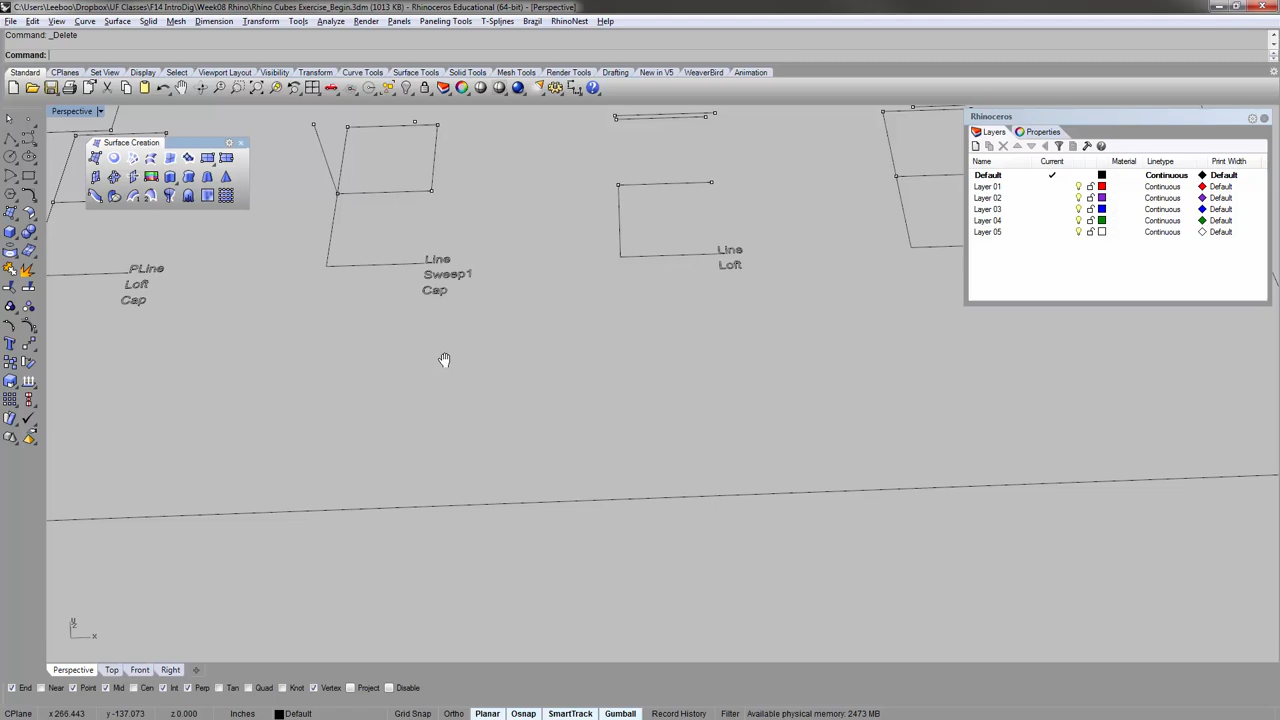 C:\Users\Leeboo\Dropbox\UF Classes\F14 IntroDig\Week08 Rhino\Rhino Cubes Exercise_Begin.3dm (1013 KB) - Rhinoceros Educational (64-bit) - [Perspective]
File Edit View Curve Surface Solid Mesh Dimension Transform Tools Analyze Render Panels Paneling Tools T-Splines Brazil RhinoNest Help
Command: _Delete
Command:
Standard CPlanes Set View Display Select Viewport Layout Visibility Transform Curve Tools Surface Tools Solid Tools Mesh Tools Render Tools Drafting New in V5 WeaverBird Animation
Perspective
Surface Creation
Rhinoceros
Layers Properties
Name Current Material Linetype Print Width
Default Continuous Default
Layer 01 Continuous Default
Layer 02 Continuous Default
Layer 03 Continuous Default
Layer 04 Continuous Default
Layer 05 Continuous Default
PLine
Loft
Cap
Line
Sweep1
Cap
Line
Loft
y
z
x
Perspective Top Front Right
End Near Point Mid Cen Int Perp Tan Quad Knot Vertex Project Disable
CPlane x 266.443 y -137.073 z 0.000 Inches Default Grid Snap Ortho Planar Osnap SmartTrack Gumball Record History Filter Available physical memory: 2473 MB